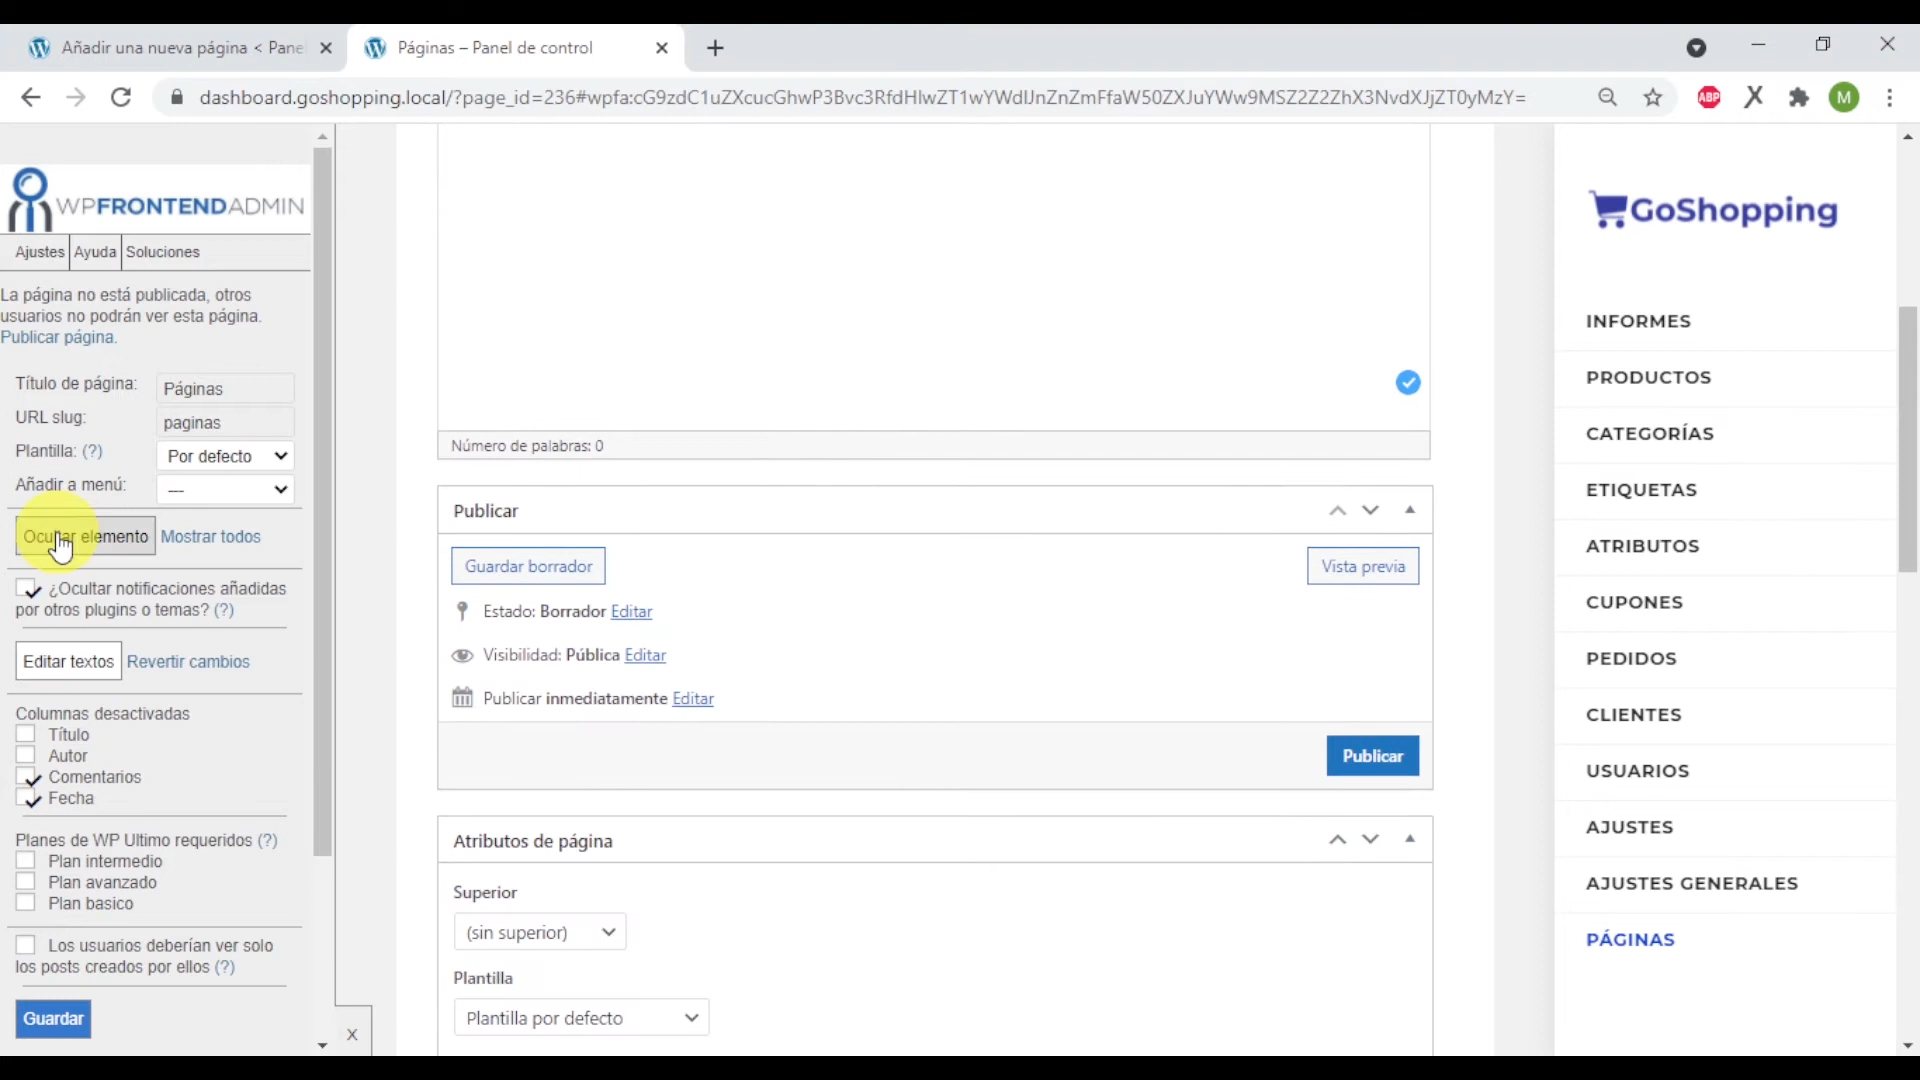 Añadir una nueva página < Pane
Páginas – Panel de control
dashboard.goshopping.local/?page_id=236#wpfa:cG9zdC1uZXcucGhwP3Bvc3RfdHlwZT1wYWdlJnZnZmFfaW50ZXJuYWw9MSZ2Z2ZhX3NvdXJjZT0yMzY=
ABP
M
WPFRONTENDADMIN
Ajustes
Ayuda
Soluciones
La página no está publicada, otros
usuarios no podrán ver esta página.
Publicar página.
Título de página:
Páginas
URL slug:
paginas
Plantilla: (?)
Por defecto
Añadir a menú:
---
Ocultar elemento
Mostrar todos
¿Ocultar notificaciones añadidas
por otros plugins o temas? (?)
Editar textos
Revertir cambios
Columnas desactivadas
Título
Autor
Comentarios
Fecha
Planes de WP Ultimo requeridos (?)
Plan intermedio
Plan avanzado
Plan basico
Los usuarios deberían ver solo
los posts creados por ellos (?)
Guardar
X
Número de palabras: 0
Publicar
Guardar borrador
Vista previa
Estado: Borrador Editar
Visibilidad: Pública Editar
Publicar inmediatamente Editar
Publicar
Atributos de página
Superior
(sin superior)
Plantilla
Plantilla por defecto
GoShopping
INFORMES
PRODUCTOS
CATEGORÍAS
ETIQUETAS
ATRIBUTOS
CUPONES
PEDIDOS
CLIENTES
USUARIOS
AJUSTES
AJUSTES GENERALES
PÁGINAS